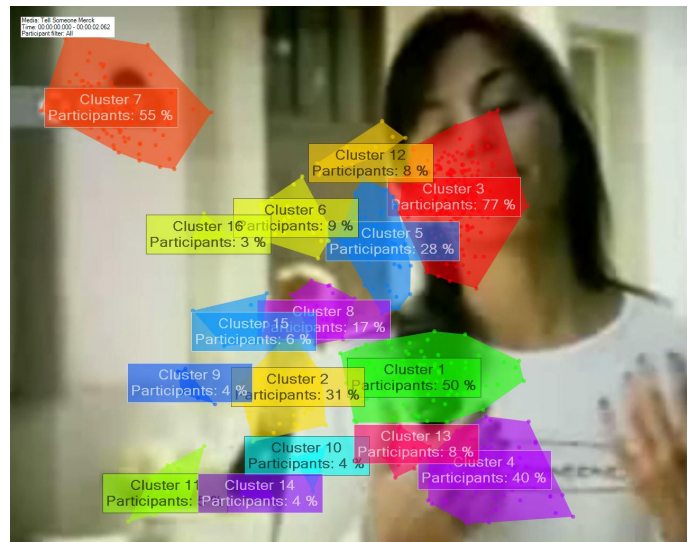 Media: Tell Someone Merck
Time: 00:00:00.000 - 00:00:02.062
Participant filter: All
Cluster 7
Participants: 55 %
Cluster 12
Participants: 8 %
Cluster 3
Participants: 77 %
Cluster 6
Participants: 9 %
Cluster 16
Participants: 3 %
Cluster 5
Participants: 28 %
Cluster 8
Participants: 17 %
Cluster 15
Participants: 6 %
Cluster 9
Participants: 4 %
Cluster 2
Participants: 31 %
Cluster 1
Participants: 50 %
Cluster 10
Participants: 4 %
Cluster 13
Participants: 8 %
Cluster 4
Participants: 40 %
Cluster 11
Participants:
Cluster 14
Participants: 4 %